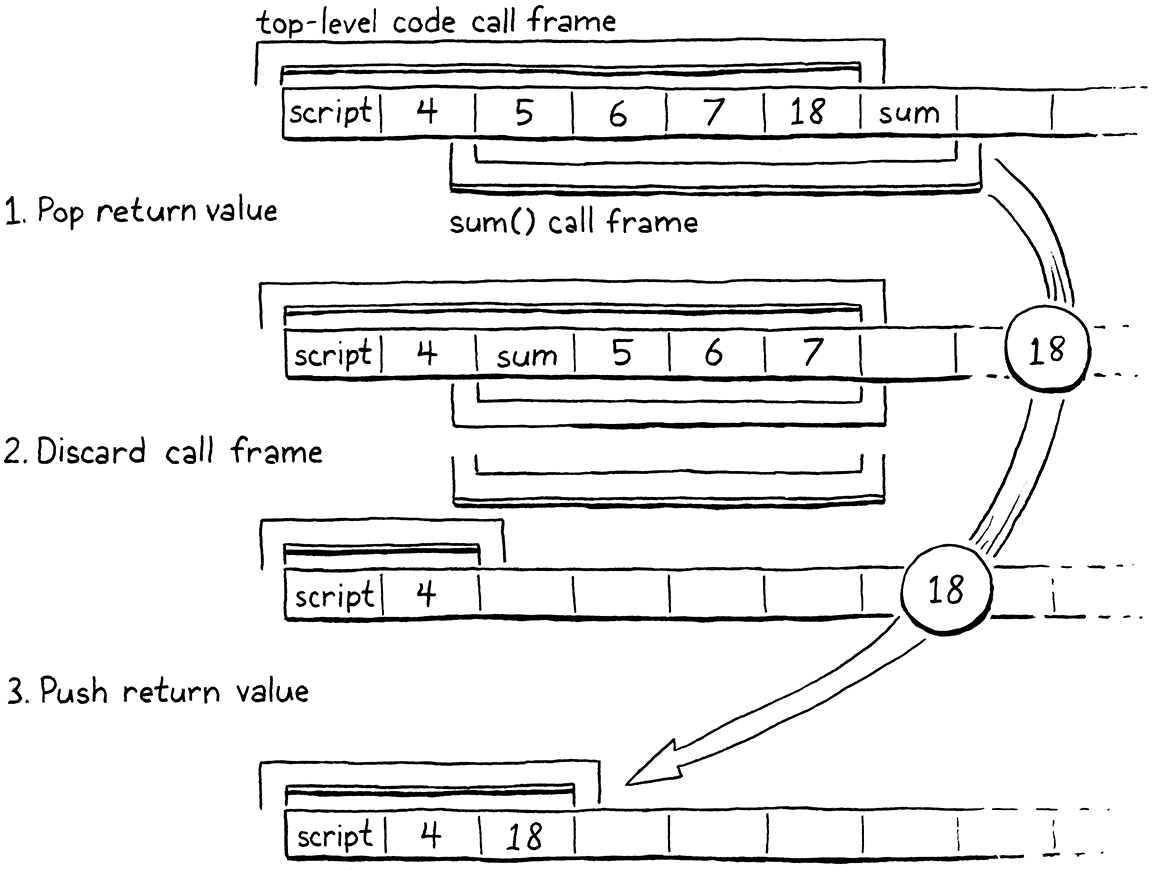 top-level code call frame
script 4 5 6 7 18 sum
1. Pop return value
sum() call frame
script 4 sum 5 6 7
18
2. Discard call frame
script 4
18
3. Push return value
script 4 18